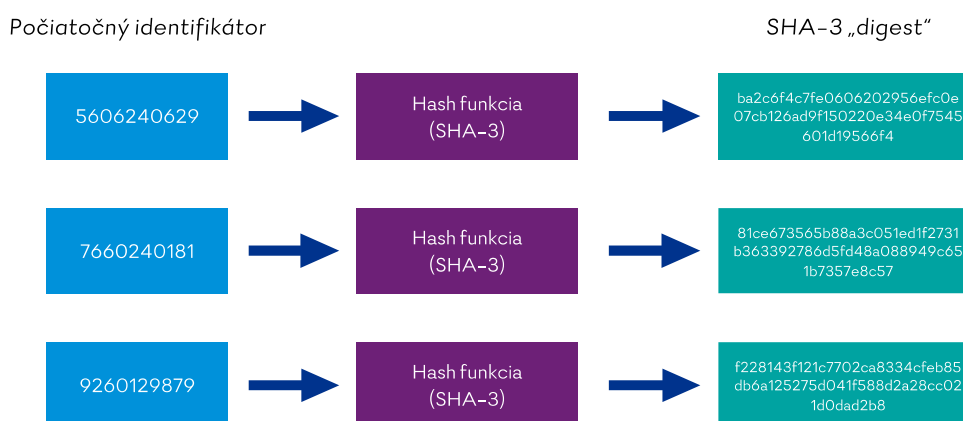 Počiatočný identifikátor
SHA-3 „digest“
5606240629
Hash funkcia
(SHA-3)
ba2c6f4c7fe0606202956efc0e
07cb126ad9f150220e34e0f7545
601d19566f4
7660240181
Hash funkcia
(SHA-3)
81ce673565b88a3c051ed1f2731
b363392786d5fd48a088949c65
1b7357e8c57
9260129879
Hash funkcia
(SHA-3)
f228143f121c7702ca8334cfeb85
db6a125275d041f588d2a28cc02
1d0dad2b8